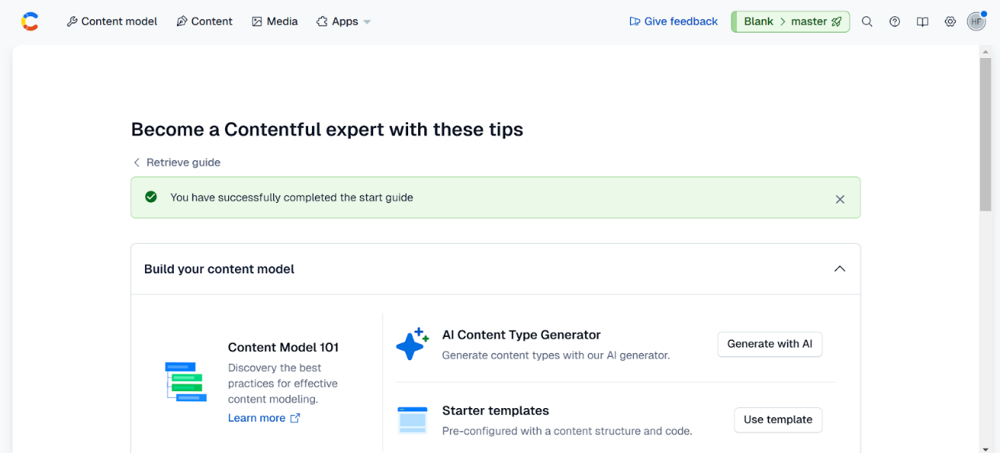 Content model Content Media Apps Give feedback Blank > master HF
Become a Contentful expert with these tips
Retrieve guide
You have successfully completed the start guide
Build your content model
Content Model 101
Discovery the best
practices for effective
content modeling.
Learn more
AI Content Type Generator
Generate content types with our AI generator.
Generate with AI
Starter templates
Pre-configured with a content structure and code.
Use template